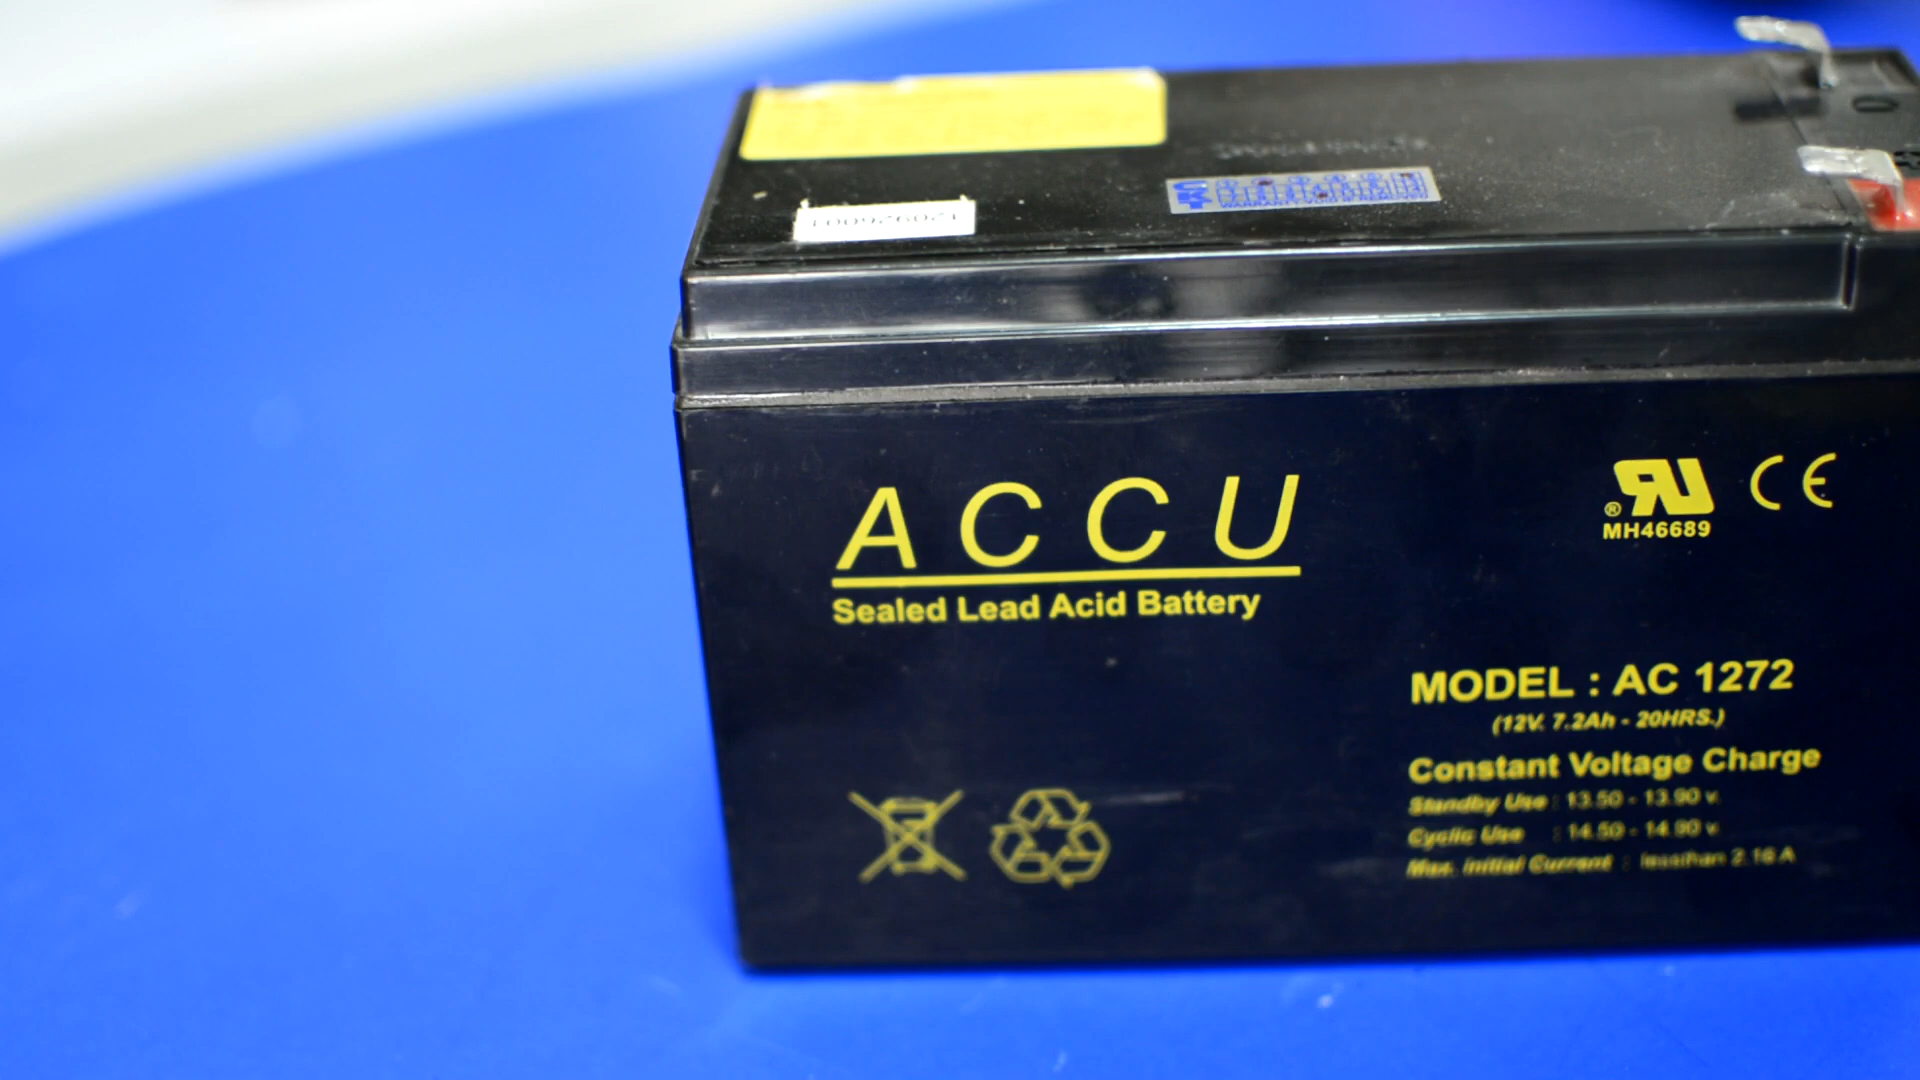 ACCU
Sealed Lead Acid Battery
MH46689
CE
MODEL : AC 1272
(12V. 7.2Ah - 20HRS.)
Constant Voltage Charge
Standby Use : 13.50 - 13.90 v.
Cyclic Use : 14.50 - 14.90 v.
Max. Initial Current : lessthan 2.16 A